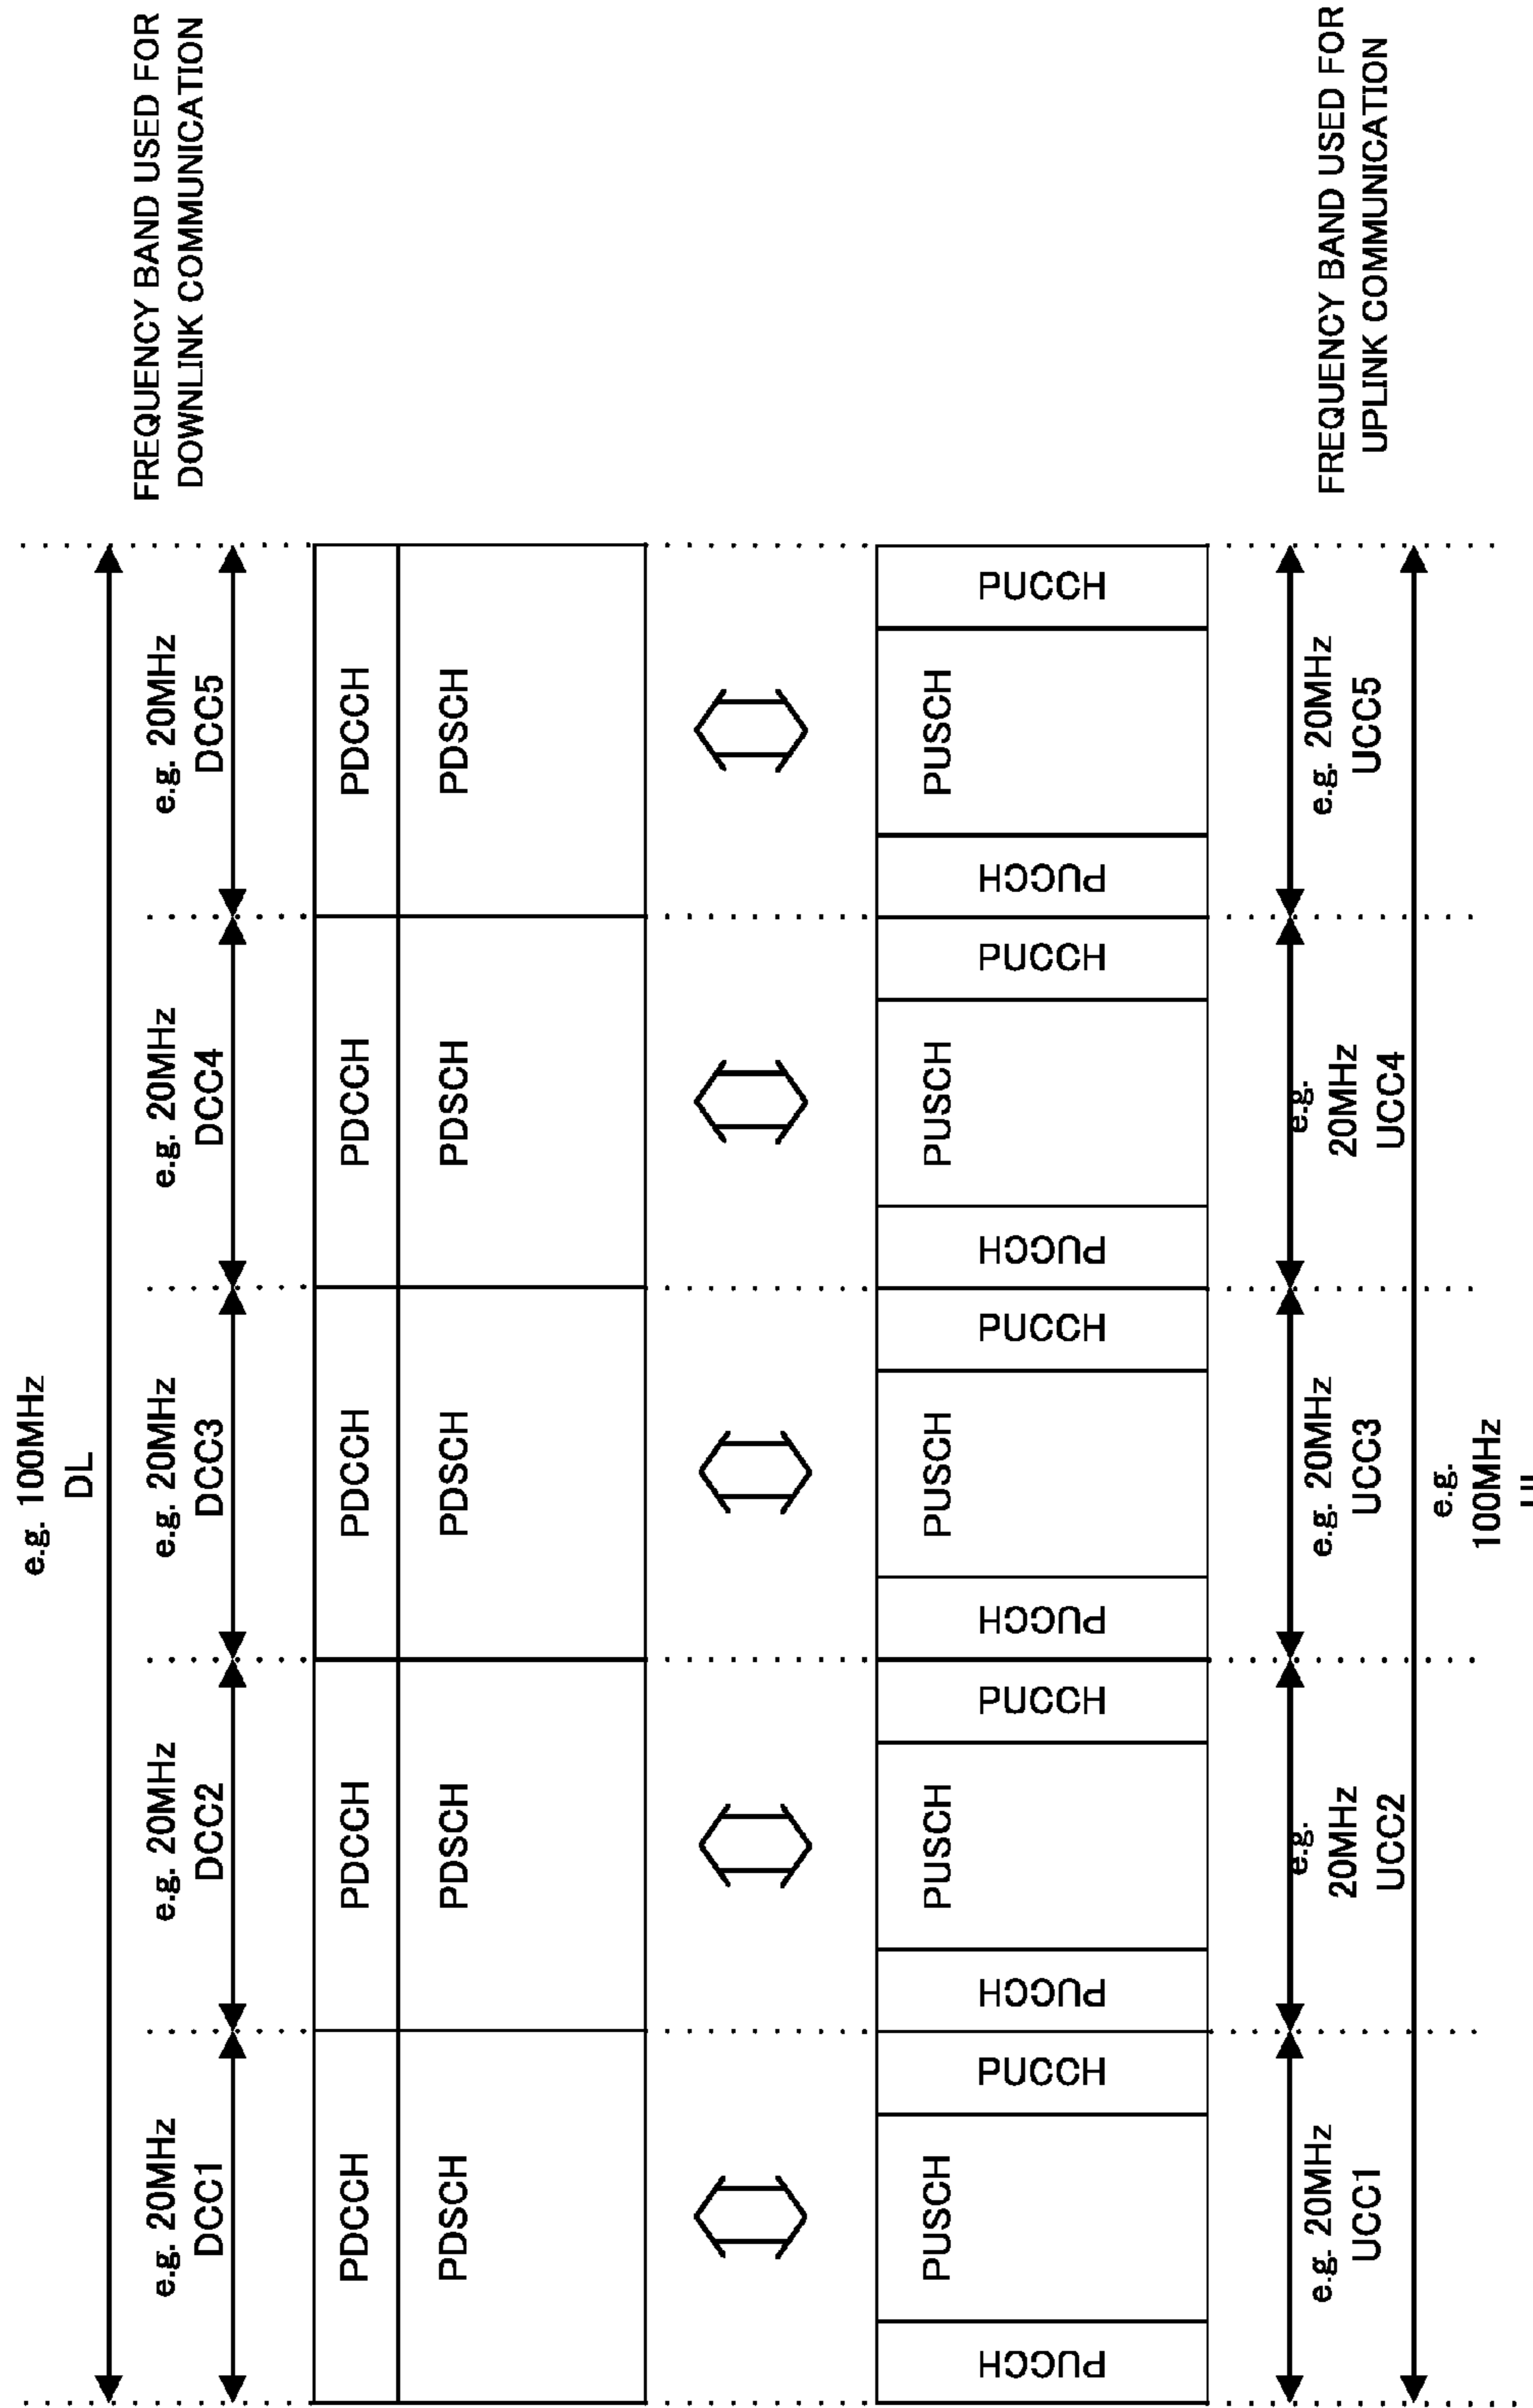 e.g. 100MHz
DL
FREQUENCY BAND USED FOR
DOWNLINK COMMUNICATION
e.g. 20MHz
DCC1
e.g. 20MHz
DCC2
e.g. 20MHz
DCC3
e.g. 20MHz
DCC4
e.g. 20MHz
DCC5
PDCCH
PDCCH
PDCCH
PDCCH
PDCCH
PDSCH
PDSCH
PDSCH
PDSCH
PDSCH
PUCCH
PUSCH
PUCCH
PUCCH
PUSCH
PUCCH
PUCCH
PUSCH
PUCCH
PUCCH
PUSCH
PUCCH
PUCCH
PUSCH
PUCCH
e.g. 20MHz
UCC1
e.g.
20MHz
UCC2
e.g. 20MHz
UCC3
e.g.
20MHz
UCC4
e.g. 20MHz
UCC5
FREQUENCY BAND USED FOR
UPLINK COMMUNICATION
e.g.
100MHz